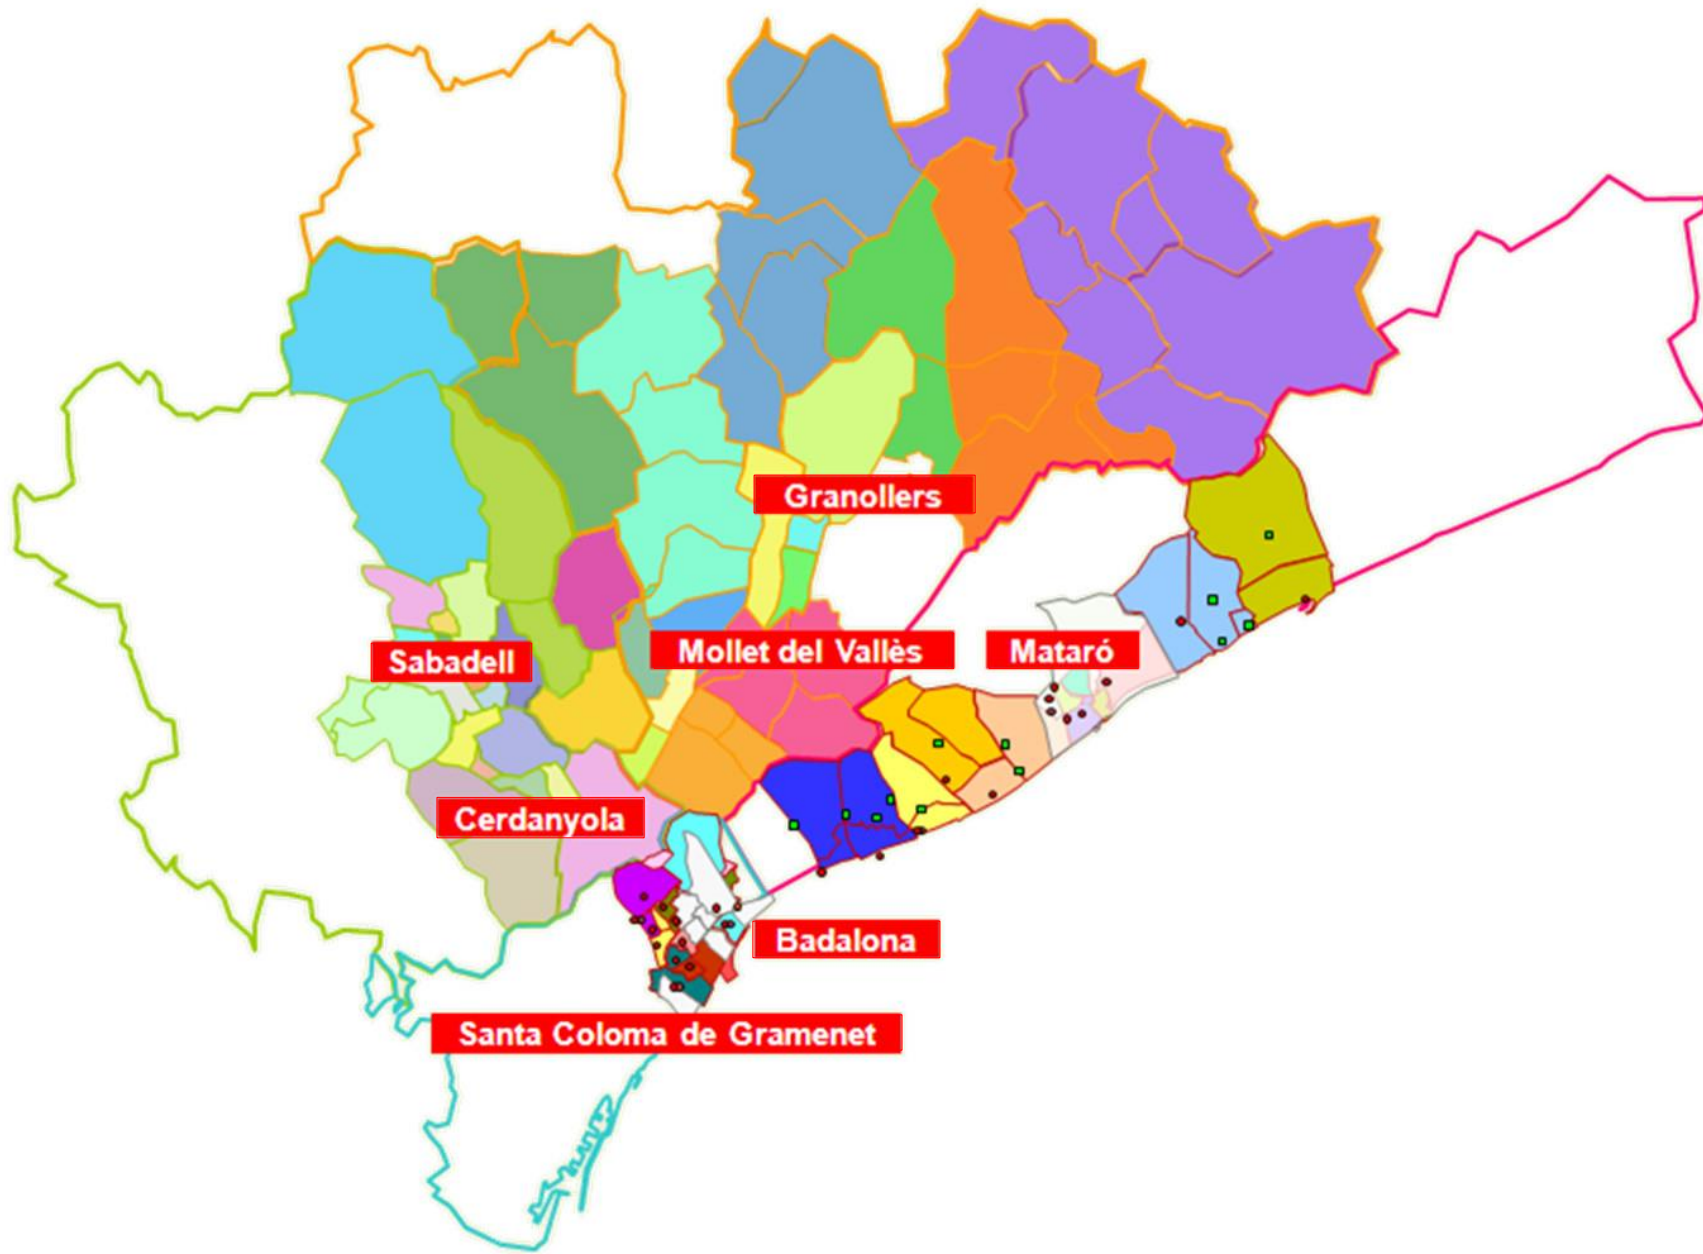 Granollers
Sabadell
Mollet del Vallès
Mataró
Cerdanyola
Badalona
Santa Coloma de Gramenet